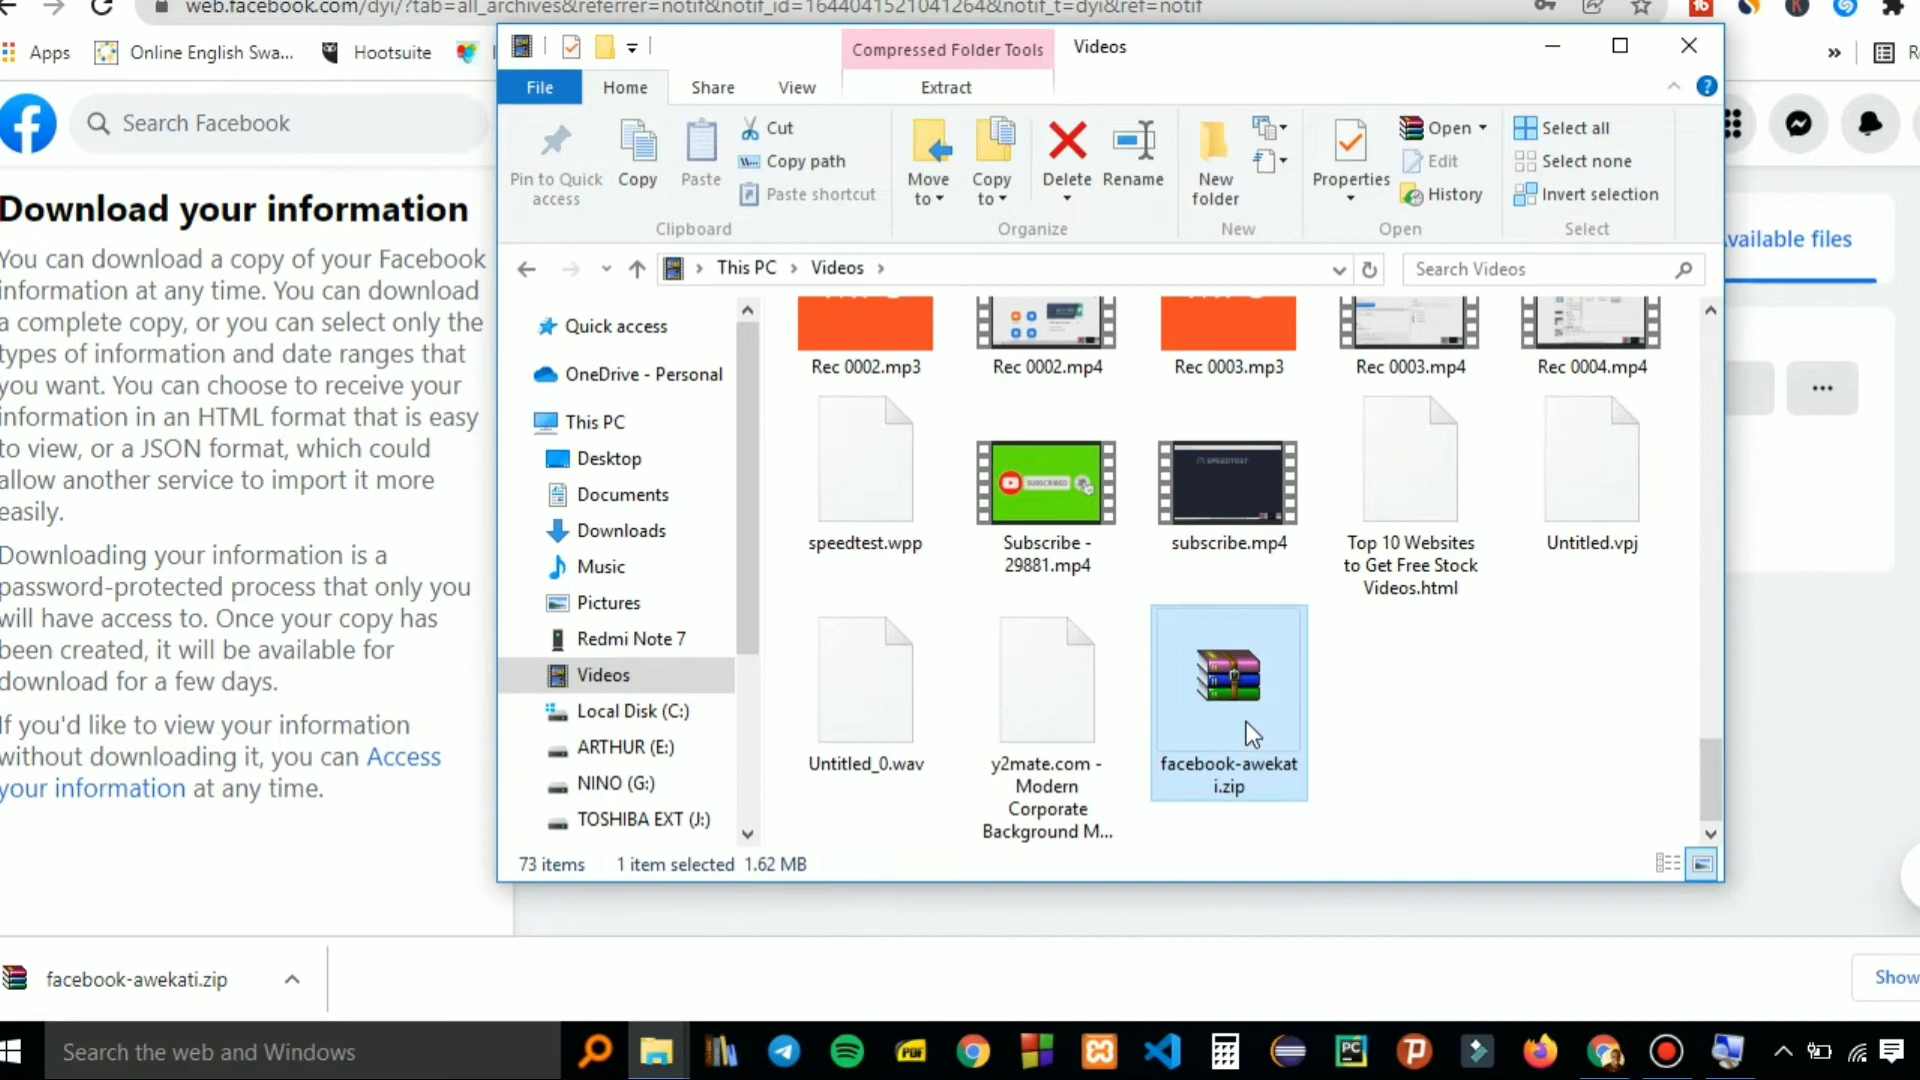 web.facebook.com/dyi/?tab=all_archives&referrer=notif&notif_id=1644041521041264&notif_t=dyi&ref=notif
16
K
Apps
Online English Swa...
Hootsuite
»
Search Facebook
Download your information
You can download a copy of your Facebook
information at any time. You can download
a complete copy, or you can select only the
types of information and date ranges that
you want. You can choose to receive your
information in an HTML format that is easy
to view, or a JSON format, which could
allow another service to import it more
easily.
Downloading your information is a
password-protected process that only you
will have access to. Once your copy has
been created, it will be available for
download for a few days.
If you'd like to view your information
without downloading it, you can Access
your information at any time.
vailable files
Compressed Folder Tools
Videos
File
Home
Share
View
Extract
Pin to Quick
access
Copy
Paste
Cut
Copy path
Paste shortcut
Clipboard
Move
to
Copy
to
Delete
Rename
Organize
New
folder
New
Properties
Open
Edit
History
Open
Select all
Select none
Invert selection
Select
This PC
Videos
Search Videos
Quick access
OneDrive - Personal
This PC
Desktop
Documents
Downloads
Music
Pictures
Redmi Note 7
Videos
Local Disk (C:)
ARTHUR (E:)
NINO (G:)
TOSHIBA EXT (J:)
Rec 0002.mp3
Rec 0002.mp4
Rec 0003.mp3
Rec 0003.mp4
Rec 0004.mp4
SUBSCRIBED
SPEEDTEST
speedtest.wpp
Subscribe -
29881.mp4
subscribe.mp4
Top 10 Websites
to Get Free Stock
Videos.html
Untitled.vpj
Untitled_0.wav
y2mate.com -
Modern
Corporate
Background M...
facebook-awekat
i.zip
73 items
1 item selected 1.62 MB
facebook-awekati.zip
Show
Search the web and Windows
PDF
PC